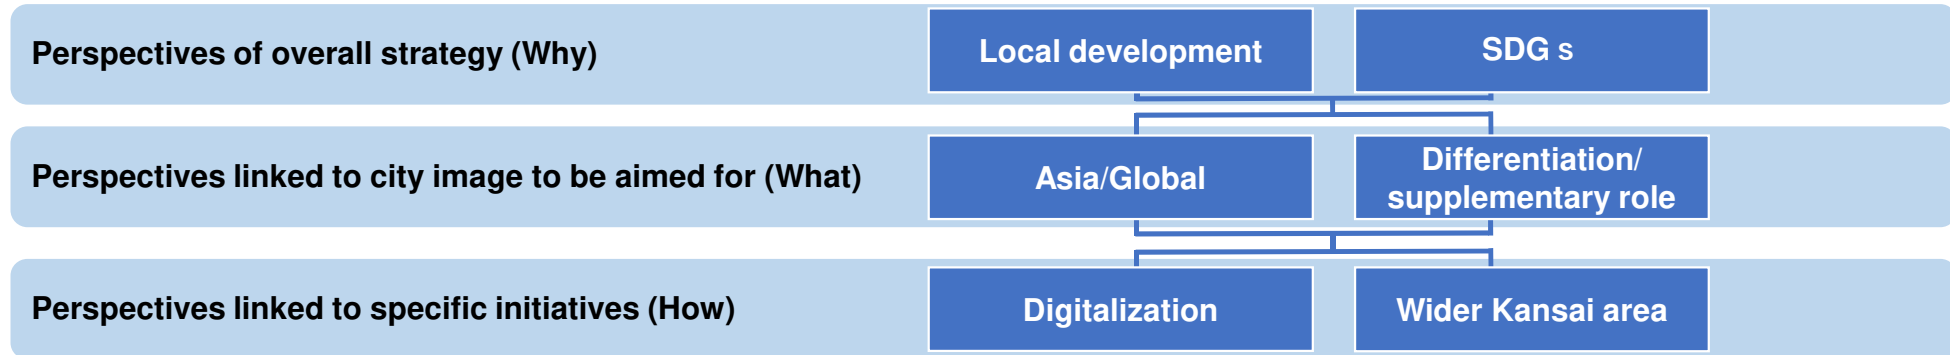 Perspectives of overall strategy (Why)
Local development
SDG s
Perspectives linked to city image to be aimed for (What)
Asia/Global
Differentiation/
supplementary role
Perspectives linked to specific initiatives (How)
Digitalization
Wider Kansai area